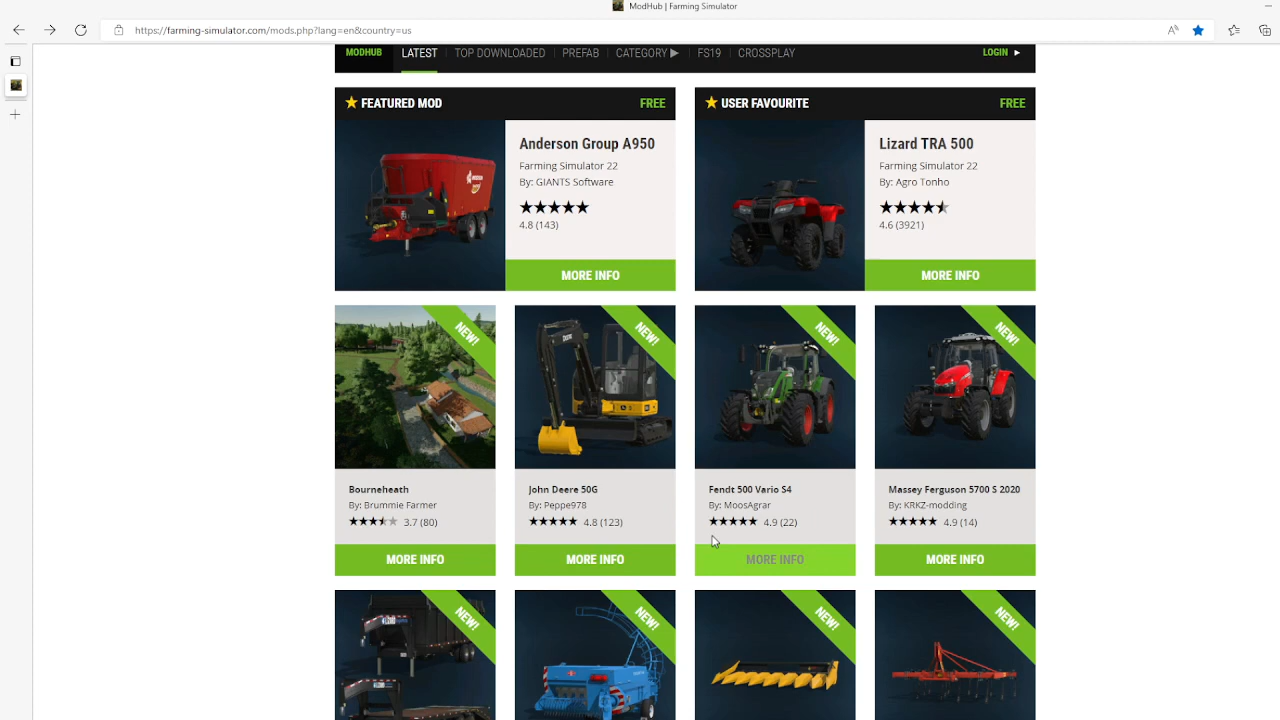 ModHub | Farming Simulator
https://farming-simulator.com/mods.php?lang=en&country=us
MODHUB LATEST TOP DOWNLOADED PREFAB CATEGORY ▶ FS19 CROSSPLAY LOGIN ▶
FEATURED MOD FREE
Anderson Group A950
Farming Simulator 22
By: GIANTS Software
4.8 (143)
MORE INFO
USER FAVOURITE FREE
Lizard TRA 500
Farming Simulator 22
By: Agro Tonho
4.6 (3921)
MORE INFO
NEW!
Bourneheath
By: Brummie Farmer
3.7 (80)
MORE INFO
NEW!
John Deere 50G
By: Peppe978
4.8 (123)
MORE INFO
NEW!
Fendt 500 Vario S4
By: MoosAgrar
4.9 (22)
MORE INFO
NEW!
Massey Ferguson 5700 S 2020
By: KRKZ-modding
4.9 (14)
MORE INFO
NEW!
NEW!
NEW!
NEW!